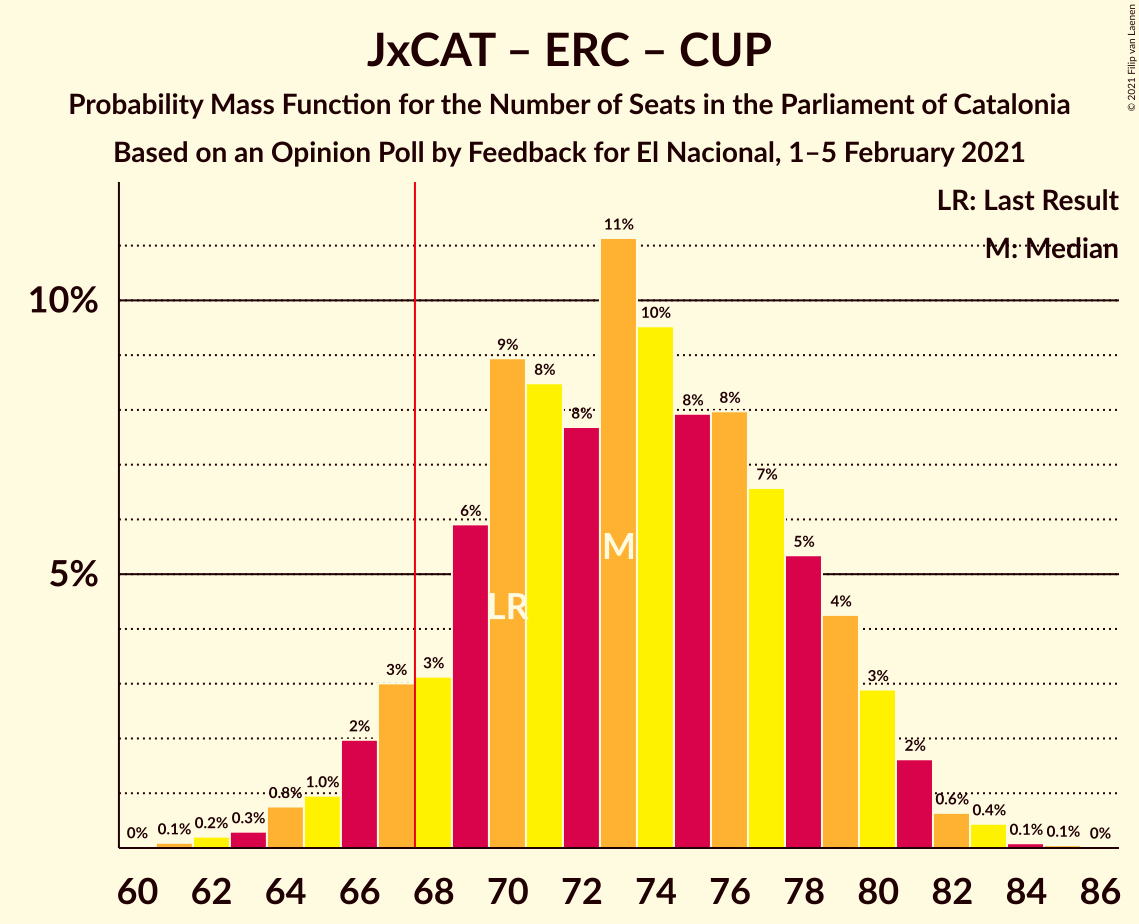 © 2021 Filip van Laenen
JxCAT – ERC – CUP
Probability Mass Function for the Number of Seats in the Parliament of Catalonia
Based on an Opinion Poll by Feedback for El Nacional, 1–5 February 2021
LR: Last Result
M: Median
10%
5%
0% 0.1% 0.2% 0.3% 0.8% 1.0% 2% 3% 3% 6% 9% 8% 8% 11% 10% 8% 8% 7% 5% 4% 3% 2% 0.6% 0.4% 0.1% 0.1% 0%
LR
M
60 62 64 66 68 70 72 74 76 78 80 82 84 86